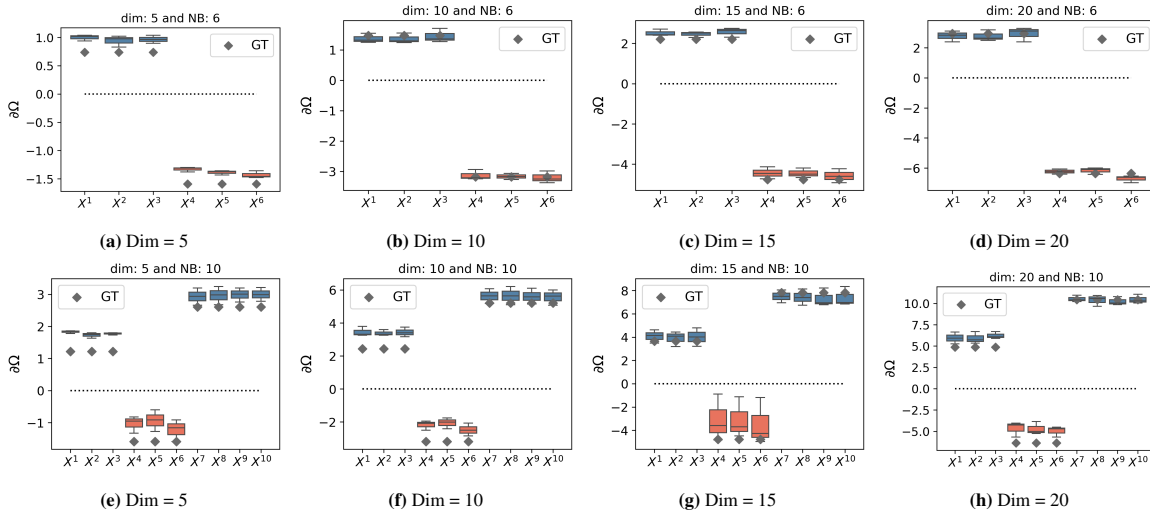 dim: 5 and NB: 6
∂Ω
1.0
0.5
0.0
−0.5
−1.0
−1.5
GT
X¹ X² X³ X⁴ X⁵ X⁶
(a) Dim = 5
dim: 10 and NB: 6
∂Ω
1
0
−1
−2
−3
GT
X¹ X² X³ X⁴ X⁵ X⁶
(b) Dim = 10
dim: 15 and NB: 6
∂Ω
2
0
−2
−4
GT
X¹ X² X³ X⁴ X⁵ X⁶
(c) Dim = 15
dim: 20 and NB: 6
∂Ω
2
0
−2
−4
−6
GT
X¹ X² X³ X⁴ X⁵ X⁶
(d) Dim = 20
dim: 5 and NB: 10
∂Ω
3
2
1
0
−1
GT
X¹ X² X³ X⁴ X⁵ X⁶ X⁷ X⁸ X⁹ X¹⁰
(e) Dim = 5
dim: 10 and NB: 10
∂Ω
6
4
2
0
−2
GT
X¹ X² X³ X⁴ X⁵ X⁶ X⁷ X⁸ X⁹ X¹⁰
(f) Dim = 10
dim: 15 and NB: 10
∂Ω
8
6
4
2
0
−2
−4
GT
X¹ X² X³ X⁴ X⁵ X⁶ X⁷ X⁸ X⁹ X¹⁰
(g) Dim = 15
dim: 20 and NB: 10
∂Ω
10.0
7.5
5.0
2.5
0.0
−2.5
−5.0
GT
X¹ X² X³ X⁴ X⁵ X⁶ X⁷ X⁸ X⁹ X¹⁰
(h) Dim = 20